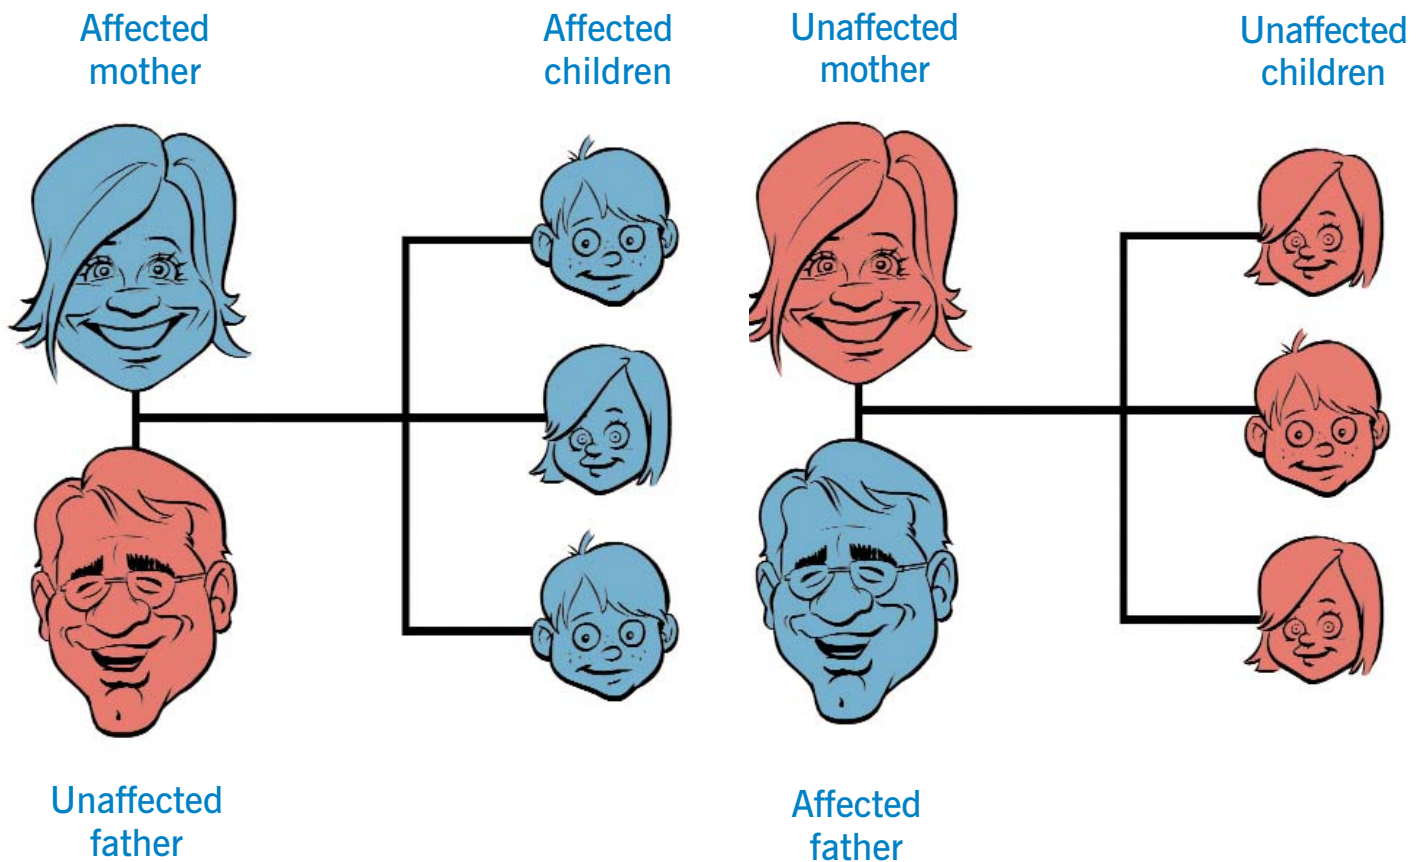 Affected
mother
Affected
children
Unaffected
mother
Unaffected
children
Unaffected
father
Affected
father